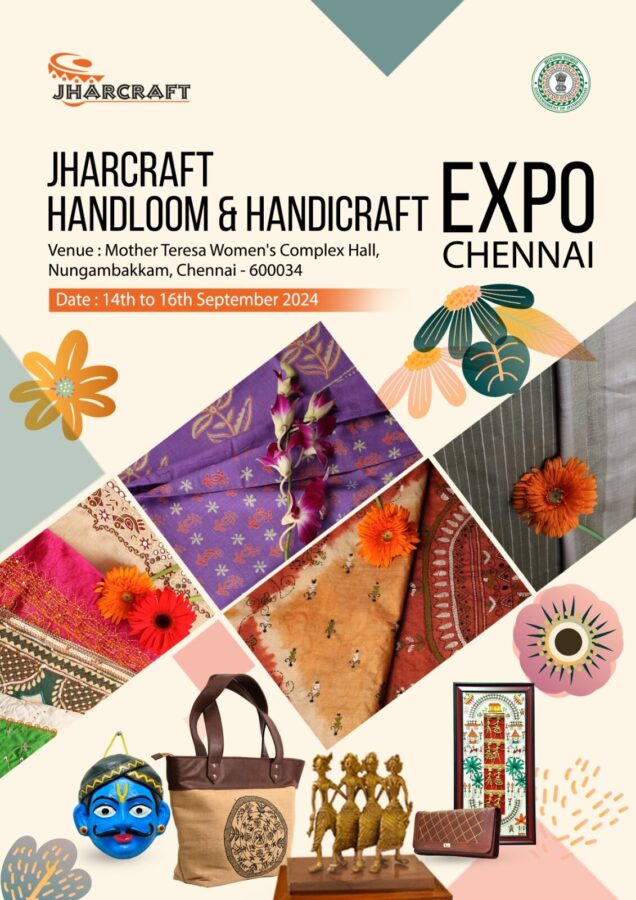 JHARCRAFT
JHARCRAFT
HANDLOOM & HANDICRAFT
EXPO
CHENNAI
Venue : Mother Teresa Women's Complex Hall,
Nungambakkam, Chennai - 600034
Date : 14th to 16th September 2024